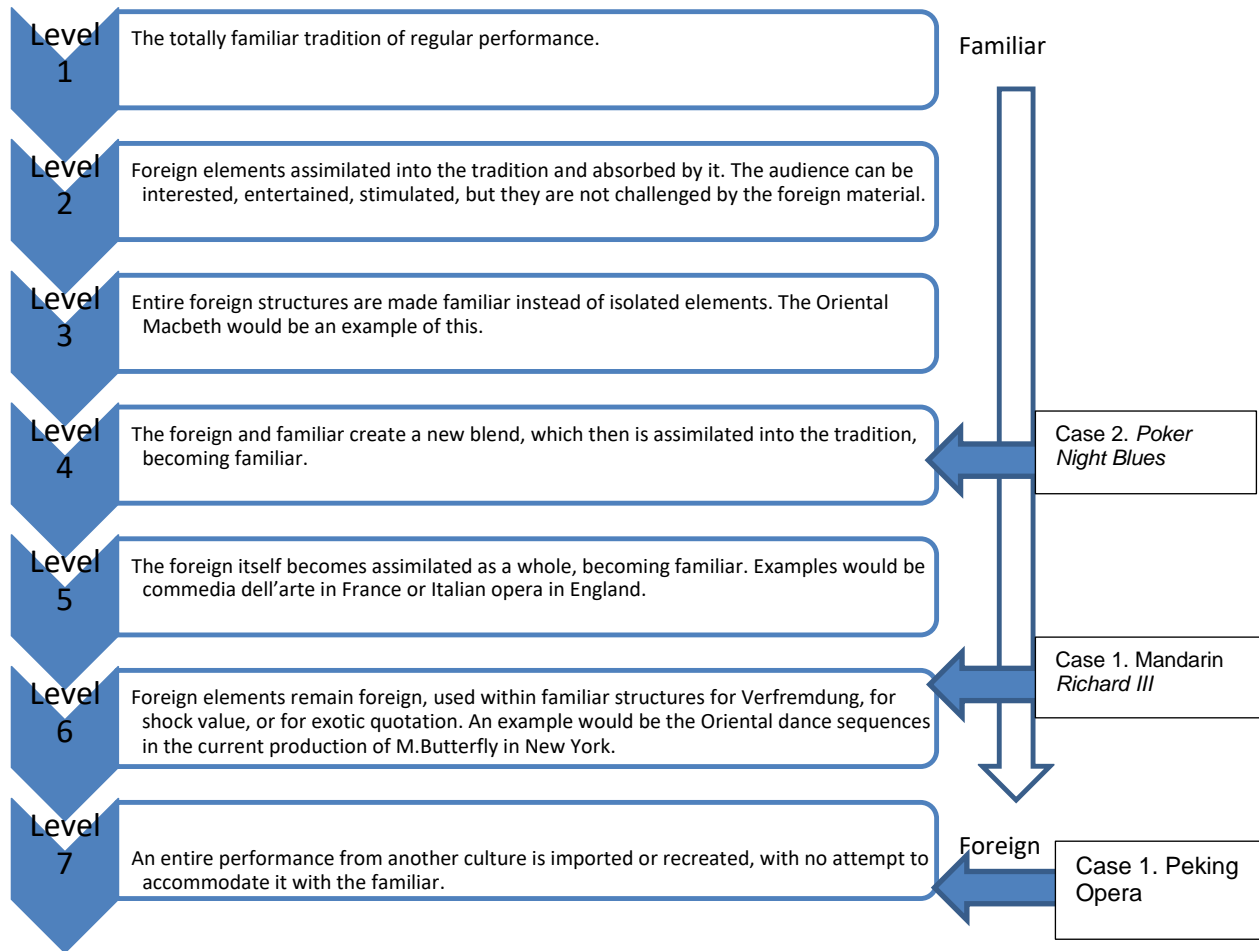 Level
1
The totally familiar tradition of regular performance.
Familiar
Level
2
Foreign elements assimilated into the tradition and absorbed by it. The audience can be
interested, entertained, stimulated, but they are not challenged by the foreign material.
Level
3
Entire foreign structures are made familiar instead of isolated elements. The Oriental
Macbeth would be an example of this.
Level
4
The foreign and familiar create a new blend, which then is assimilated into the tradition,
becoming familiar.
Case 2. Poker
Night Blues
Level
5
The foreign itself becomes assimilated as a whole, becoming familiar. Examples would be
commedia dell’arte in France or Italian opera in England.
Level
6
Foreign elements remain foreign, used within familiar structures for Verfremdung, for
shock value, or for exotic quotation. An example would be the Oriental dance sequences
in the current production of M.Butterfly in New York.
Case 1. Mandarin
Richard III
Level
7
An entire performance from another culture is imported or recreated, with no attempt to
accommodate it with the familiar.
Foreign
Case 1. Peking
Opera